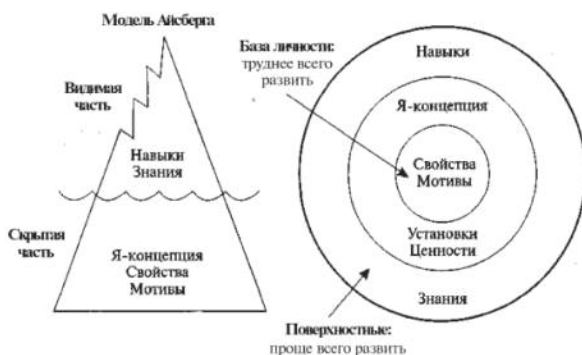 Модель Айсберга
Видимая
часть
Навыки
Знания
Скрытая
часть
Я-концепция
Свойства
Мотивы
База личности:
труднее всего
развить
Навыки
Я-концепция
Свойства
Мотивы
Установки
Ценности
Знания
Поверхностные:
проще всего развить